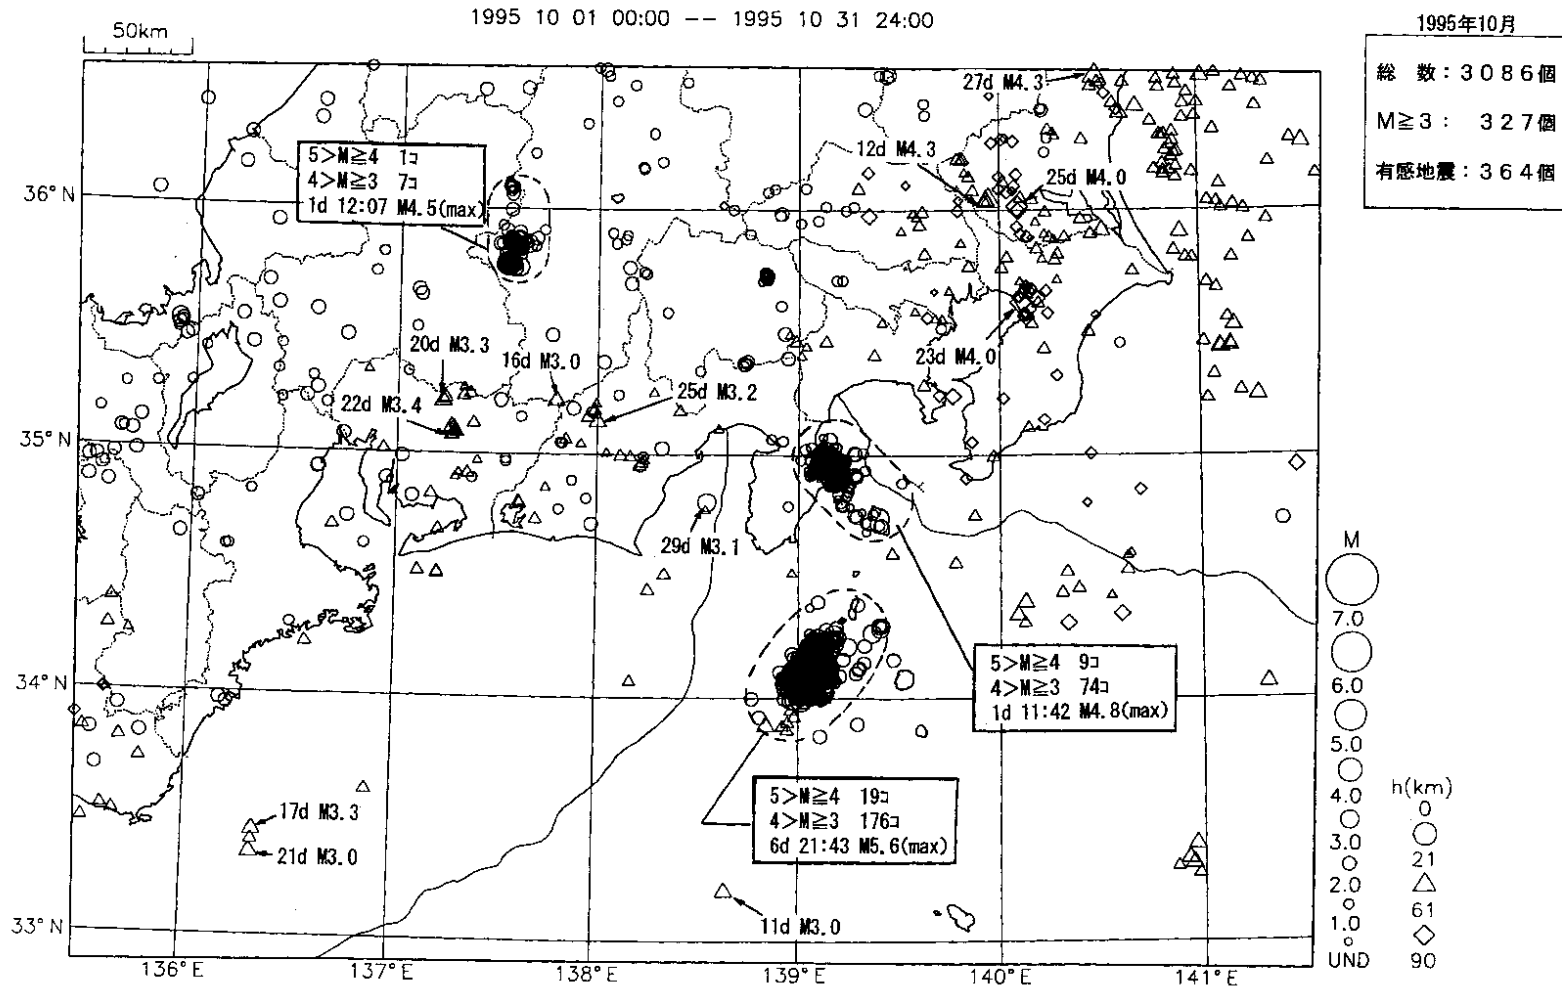 1995 10 01 00:00 -- 1995 10 31 24:00
1995年10月
50km
総 数：3086個
M≧3： 327個
有感地震：364個
27d M4.3
12d M4.3
25d M4.0
5>M≧4 1コ
4>M≧3 7コ
1d 12:07 M4.5(max)
36°N
20d M3.3
16d M3.0
23d M4.0
25d M3.2
22d M3.4
35°N
29d M3.1
M
7.0
6.0
5.0
4.0
3.0
2.0
1.0
UND
5>M≧4 9コ
4>M≧3 74コ
1d 11:42 M4.8(max)
34°N
5>M≧4 19コ
4>M≧3 176コ
6d 21:43 M5.6(max)
h(km)
0
21
61
90
17d M3.3
21d M3.0
11d M3.0
33°N
136°E
137°E
138°E
139°E
140°E
141°E